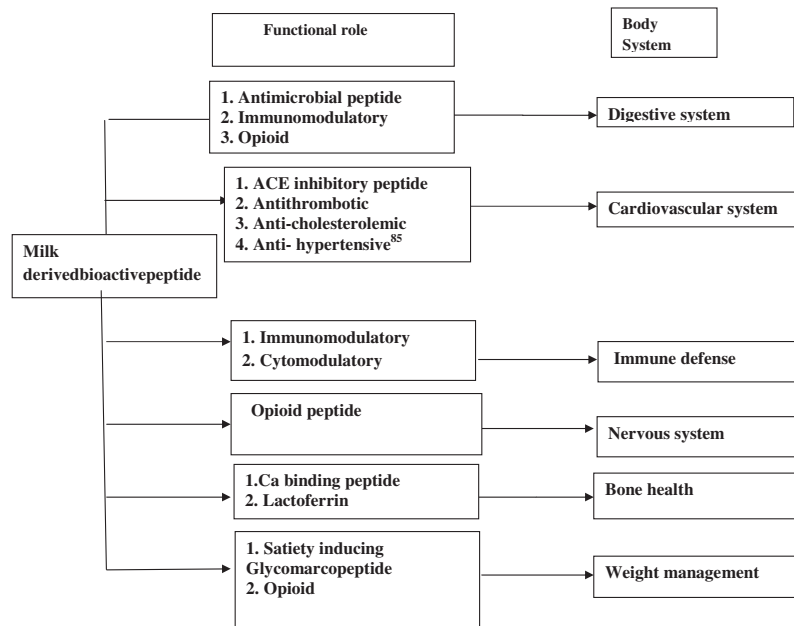 Functional role
Body
System
1. Antimicrobial peptide
2. Immunomodulatory
3. Opioid
Digestive system
1. ACE inhibitory peptide
2. Antithrombotic
3. Anti-cholesterolemic
4. Anti- hypertensive85
Cardiovascular system
Milk
derivedbioactivepeptide
1. Immunomodulatory
2. Cytomodulatory
Immune defense
Opioid peptide
Nervous system
1.Ca binding peptide
2. Lactoferrin
Bone health
1. Satiety inducing
Glycomarcopeptide
2. Opioid
Weight management